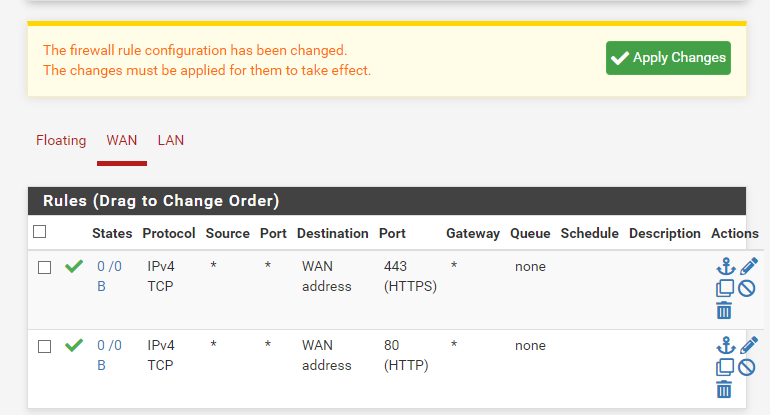 The firewall rule configuration has been changed.
The changes must be applied for them to take effect.
Apply Changes
Floating WAN LAN
Rules (Drag to Change Order)
States Protocol Source Port Destination Port Gateway Queue Schedule Description Actions
0 /0 IPv4 * * WAN 443 * none
B TCP address (HTTPS)
0 /0 IPv4 * * WAN 80 * none
B TCP address (HTTP)